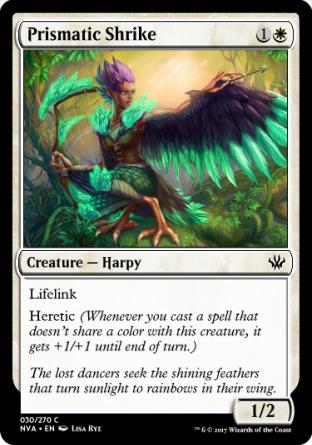 Prismatic Shrike 1
Creature — Harpy
Lifelink
Heretic (Whenever you cast a spell that
doesn't share a color with this creature, it
gets +1/+1 until end of turn.)
The lost dancers seek the shining feathers
that turn sunlight to rainbows in their wing.
1/2
030/270 C
NVA • EN Lisa Rye
™ & © 2017 Wizards of the Coast